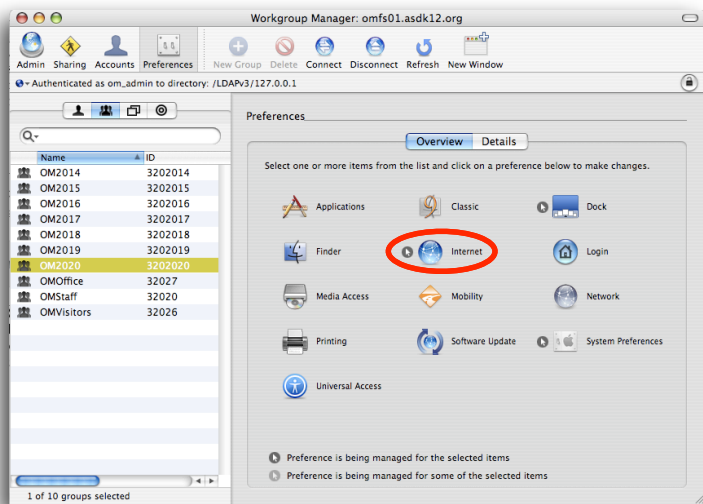 Workgroup Manager: omfs01.asdk12.org
Admin Sharing Accounts Preferences New Group Delete Connect Disconnect Refresh New Window
Authenticated as om_admin to directory: /LDAPv3/127.0.0.1
Preferences
Overview Details
Select one or more items from the list and click on a preference below to make changes.
Name ID
OM2014 3202014
OM2015 3202015
OM2016 3202016
OM2017 3202017
OM2018 3202018
OM2019 3202019
OM2020 3202020
OMOffice 32027
OMStaff 32020
OMVisitors 32026
Applications Classic Dock
Finder Internet Login
Media Access Mobility Network
Printing Software Update System Preferences
Universal Access
Preference is being managed for the selected items
Preference is being managed for some of the selected items
1 of 10 groups selected